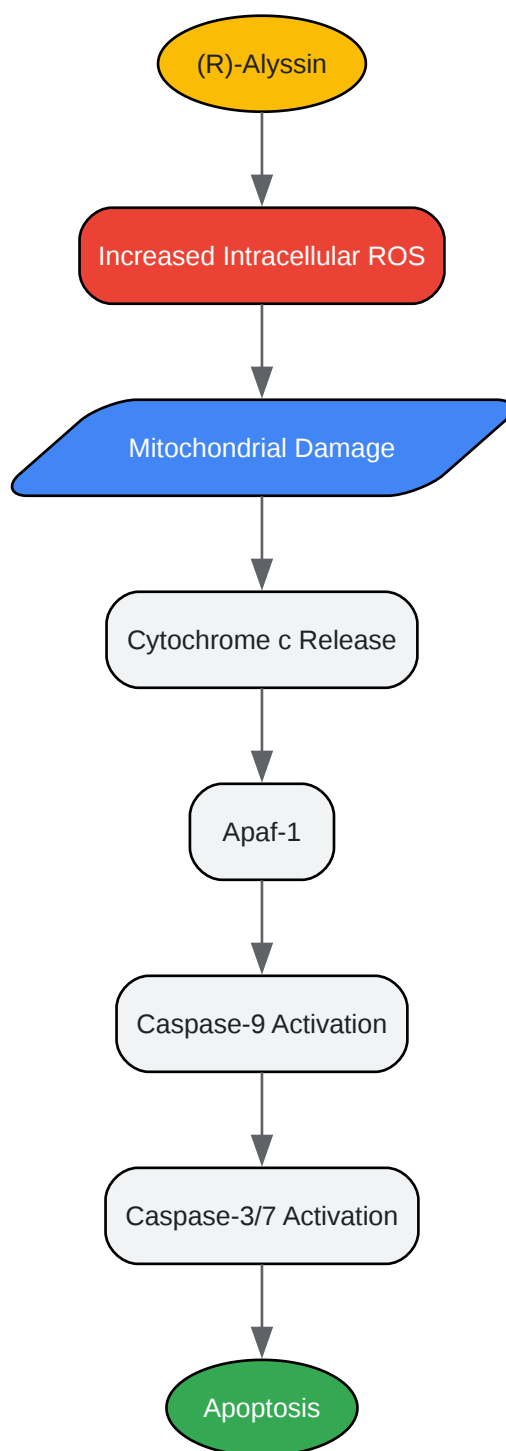 (R)-Alyssin
Increased Intracellular ROS
Mitochondrial Damage
Cytochrome c Release
Apaf-1
Caspase-9 Activation
Caspase-3/7 Activation
Apoptosis